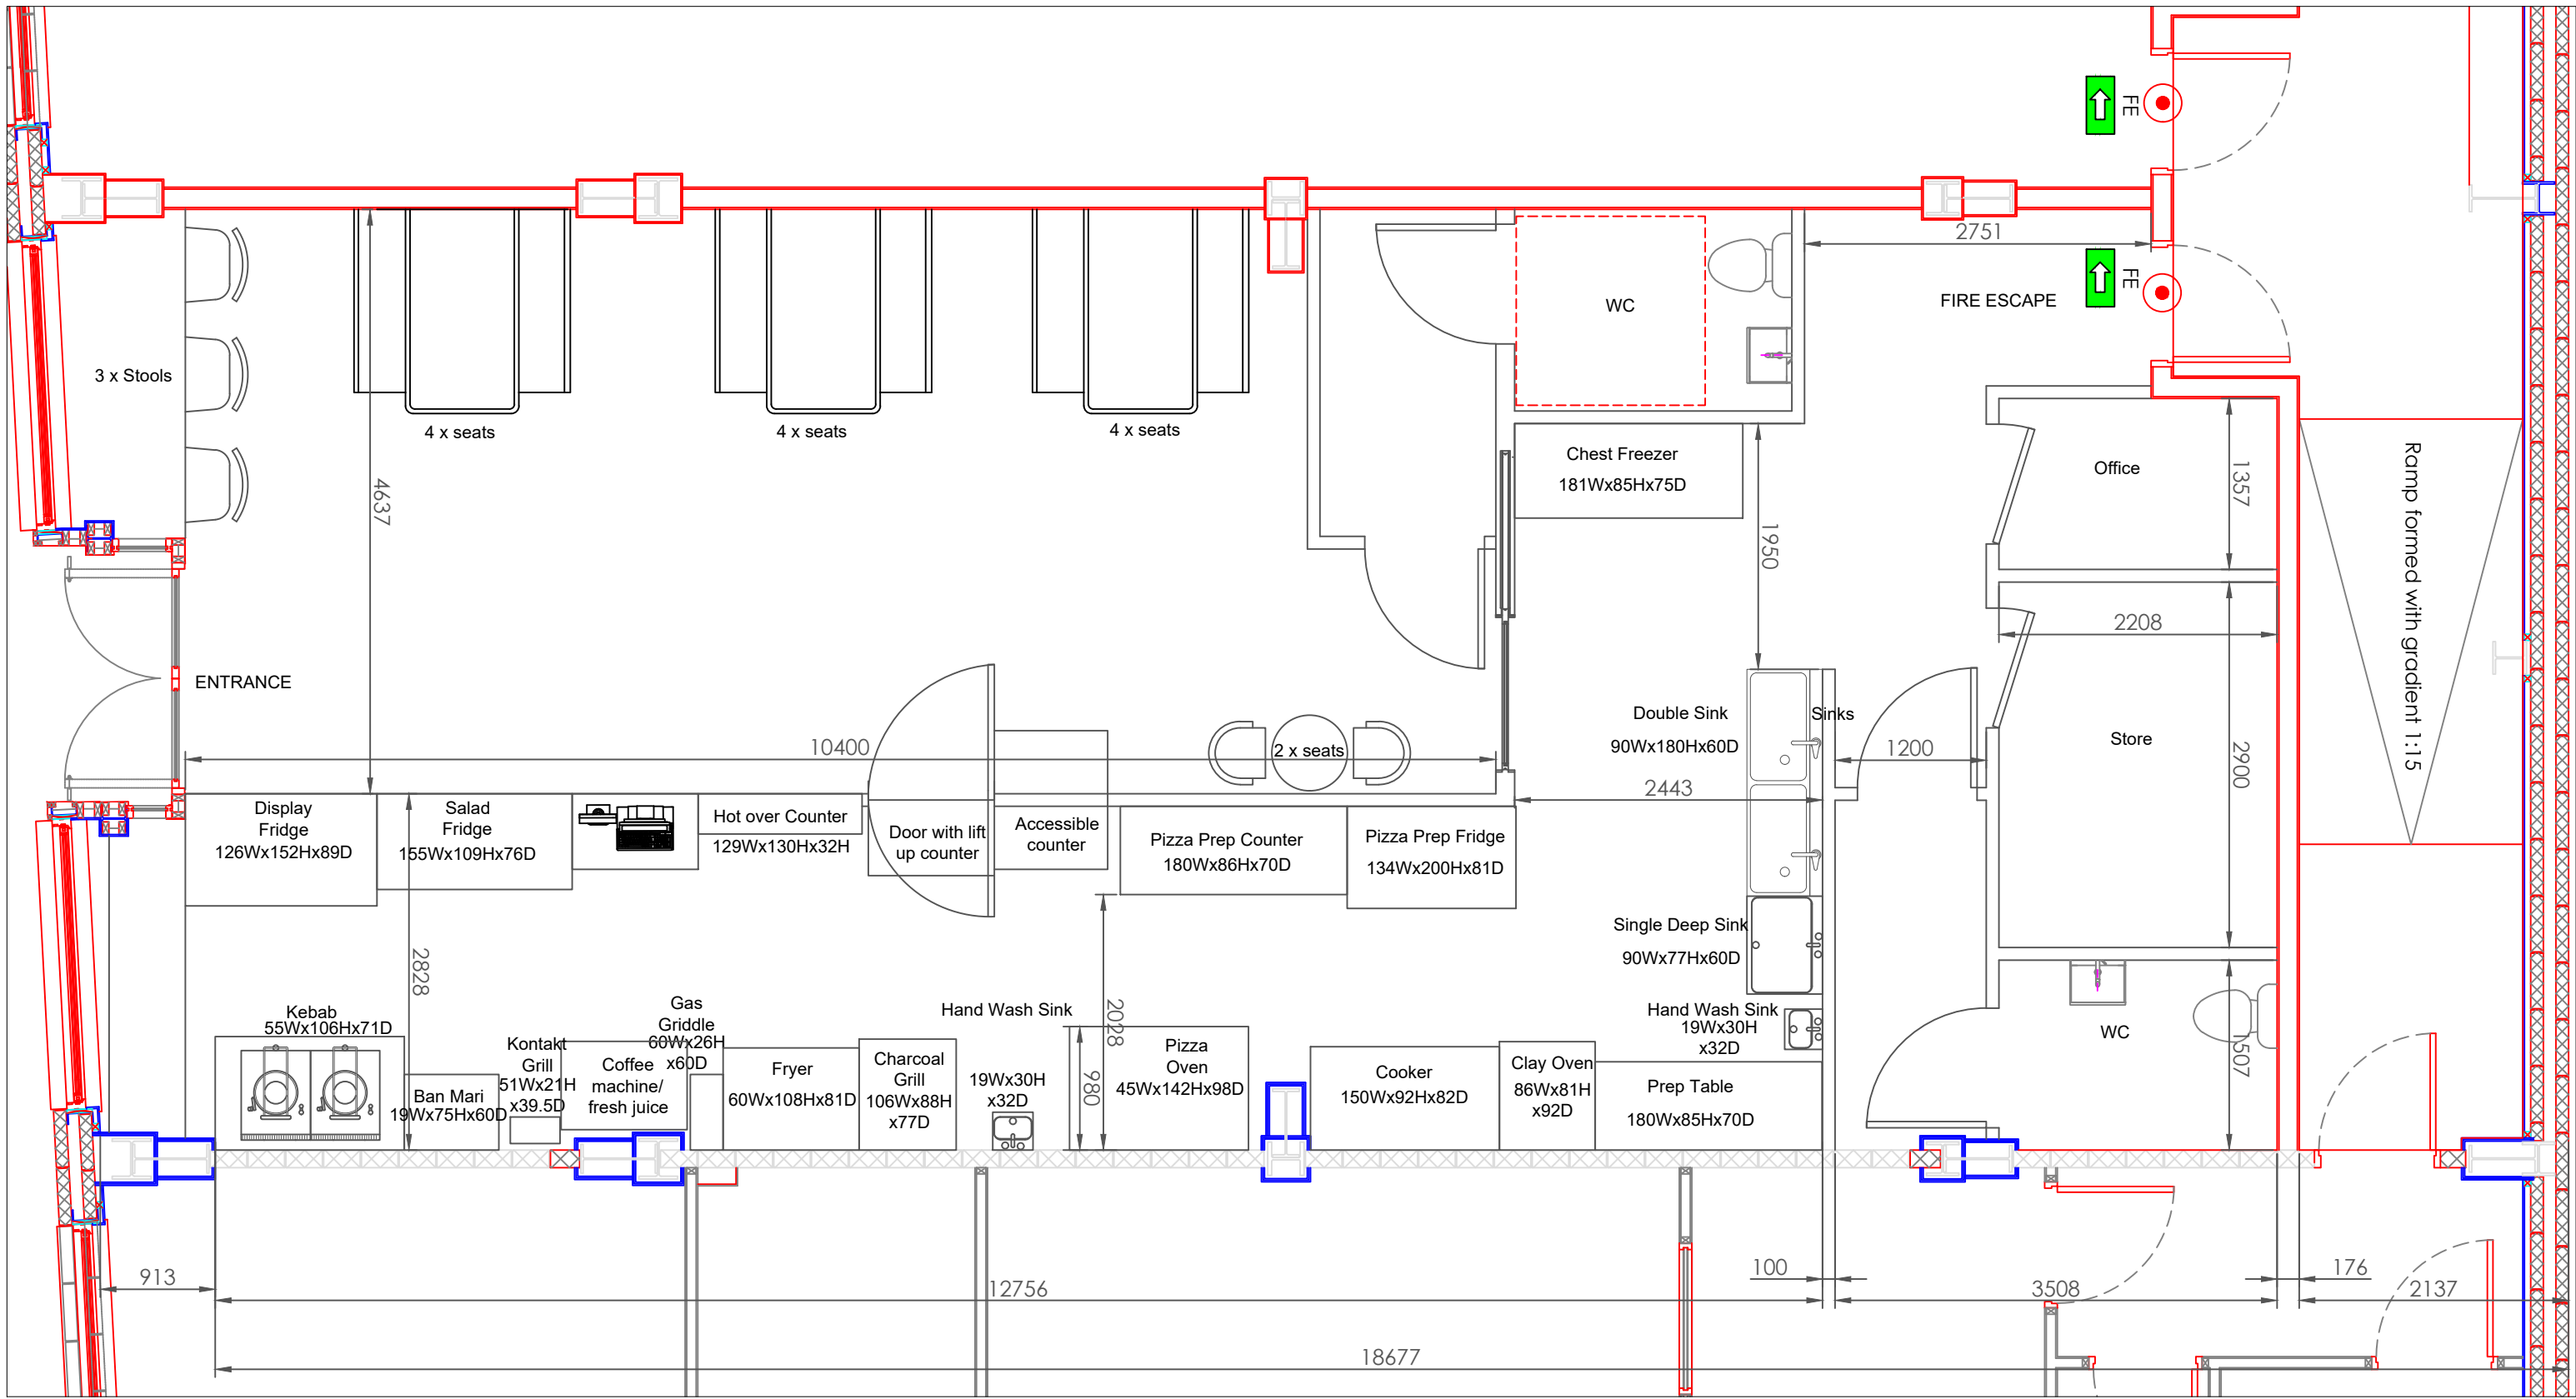 FE
2751
FE
FIRE ESCAPE
WC
3 x Stools
4 x seats
4 x seats
4 x seats
4637
Chest Freezer
181Wx85Hx75D
1950
Office
1357
Ramp formed with gradient 1:15
2208
ENTRANCE
Double Sink
90Wx180Hx60D
Sinks
10400
2 x seats
1200
Store
2900
2443
Display
Fridge
126Wx152Hx89D
Salad
Fridge
155Wx109Hx76D
Hot over Counter
129Wx130Hx32H
Door with lift
up counter
Accessible
counter
Pizza Prep Counter
180Wx86Hx70D
Pizza Prep Fridge
134Wx200Hx81D
Single Deep Sink
90Wx77Hx60D
2828
2028
Kebab
55Wx106Hx71D
Kontakt
Grill
51Wx21H
x39.5D
Ban Mari
19Wx75Hx60D
Gas
Griddle
60Wx26H
x60D
Coffee
machine/
fresh juice
Fryer
60Wx108Hx81D
Charcoal
Grill
106Wx88H
x77D
Hand Wash Sink
19Wx30H
x32D
980
Pizza
Oven
45Wx142Hx98D
Cooker
150Wx92Hx82D
Clay Oven
86Wx81H
x92D
Hand Wash Sink
19Wx30H
x32D
Prep Table
180Wx85Hx70D
WC
1507
913
12756
100
3508
176
2137
18677